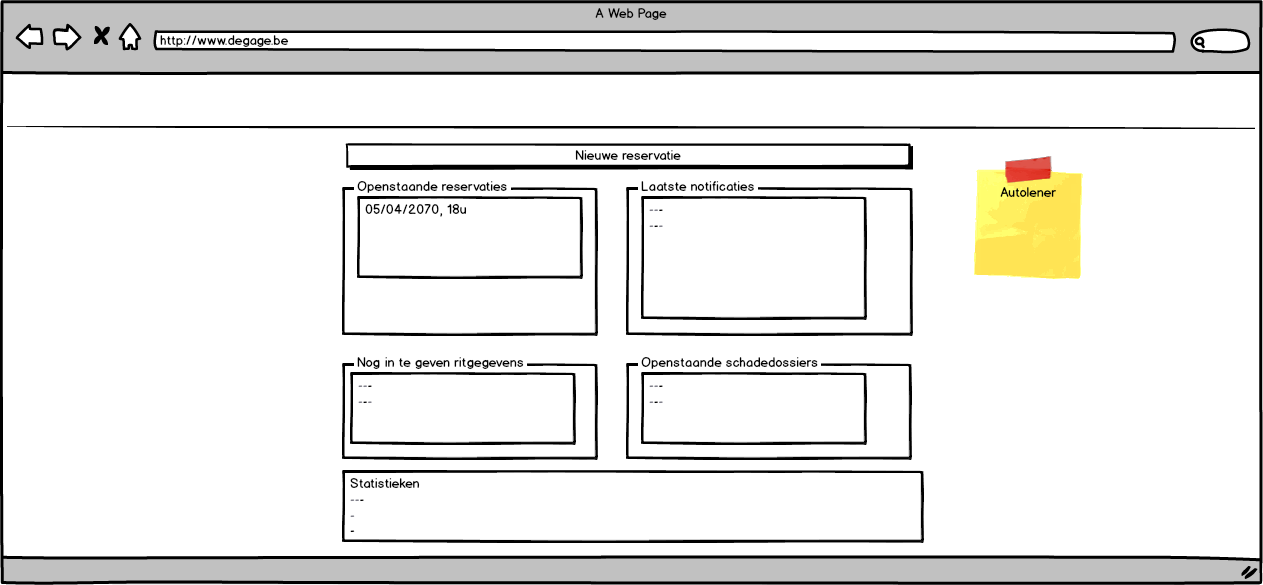 A Web Page
http://www.degage.be
Nieuwe reservatie
Openstaande reservaties
05/04/2070, 18u
Laatste notificaties
---
---
Autolener
Nog in te geven ritgegevens
---
---
Openstaande schadedossiers
---
---
Statistieken
---
-
-